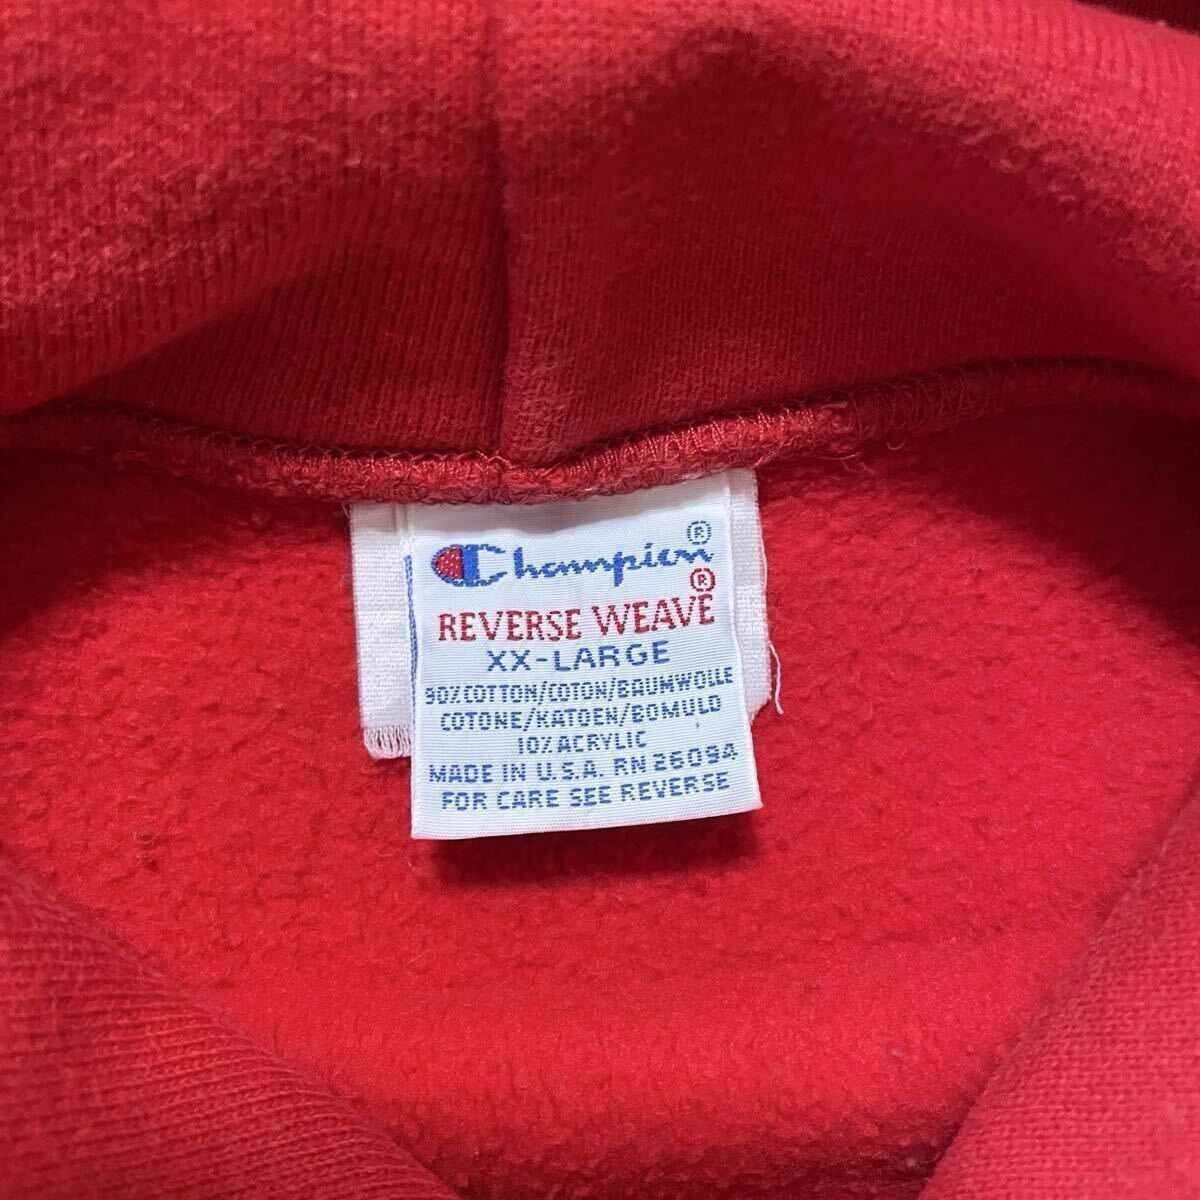 Champion®
REVERSE WEAVE®
XX-LARGE
90% COTTON/COTON/BAUMWOLLE
COTONE/KATOEN/BOMULD
10% ACRYLIC
MADE IN U.S.A. RN 26094
FOR CARE SEE REVERSE